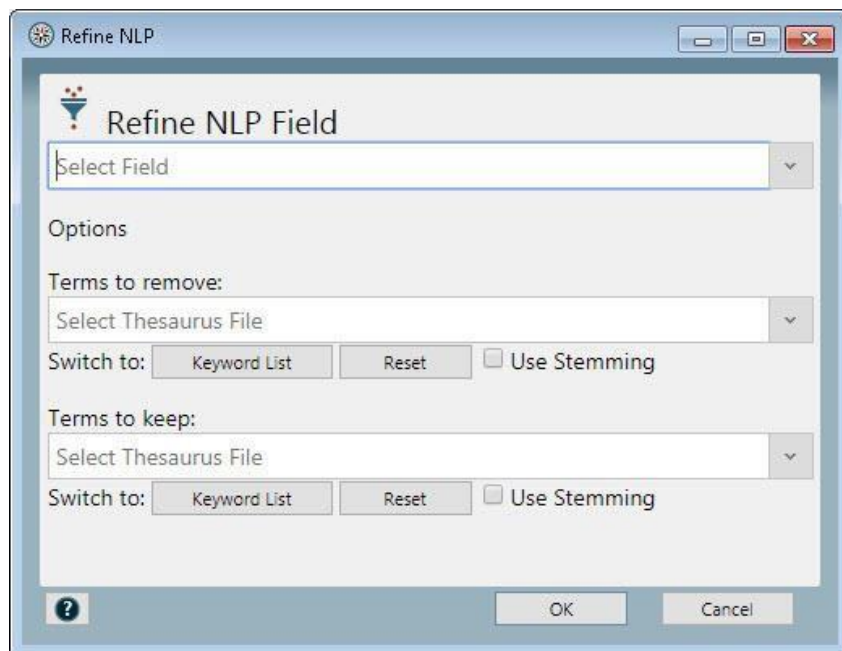 Refine NLP
Refine NLP Field
Select Field
Options
Terms to remove:
Select Thesaurus File
Switch to: Keyword List Reset Use Stemming
Terms to keep:
Select Thesaurus File
Switch to: Keyword List Reset Use Stemming
? OK Cancel